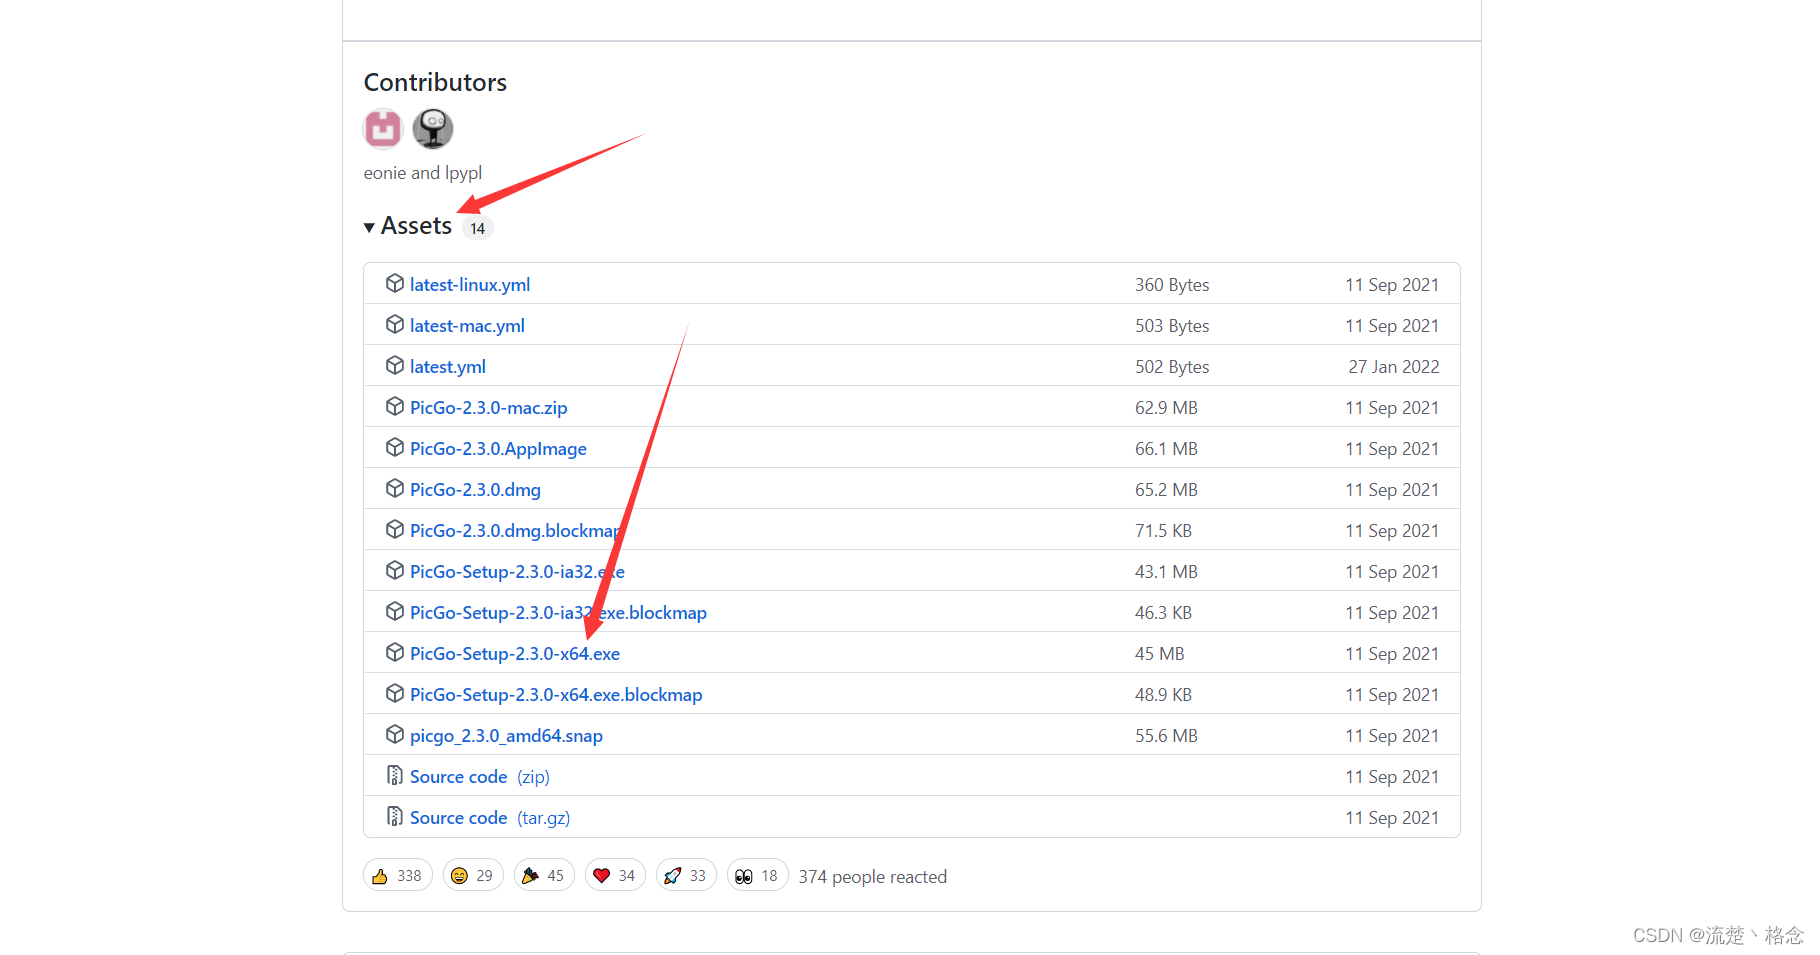 Contributors
eonie and lpypl
Assets 14
latest-linux.yml 360 Bytes 11 Sep 2021
latest-mac.yml 503 Bytes 11 Sep 2021
latest.yml 502 Bytes 27 Jan 2022
PicGo-2.3.0-mac.zip 62.9 MB 11 Sep 2021
PicGo-2.3.0.AppImage 66.1 MB 11 Sep 2021
PicGo-2.3.0.dmg 65.2 MB 11 Sep 2021
PicGo-2.3.0.dmg.blockmap 71.5 KB 11 Sep 2021
PicGo-Setup-2.3.0-ia32.exe 43.1 MB 11 Sep 2021
PicGo-Setup-2.3.0-ia32.exe.blockmap 46.3 KB 11 Sep 2021
PicGo-Setup-2.3.0-x64.exe 45 MB 11 Sep 2021
PicGo-Setup-2.3.0-x64.exe.blockmap 48.9 KB 11 Sep 2021
picgo_2.3.0_amd64.snap 55.6 MB 11 Sep 2021
Source code (zip) 11 Sep 2021
Source code (tar.gz) 11 Sep 2021
338 29 45 34 33 18 374 people reacted
CSDN @流楚丶格念